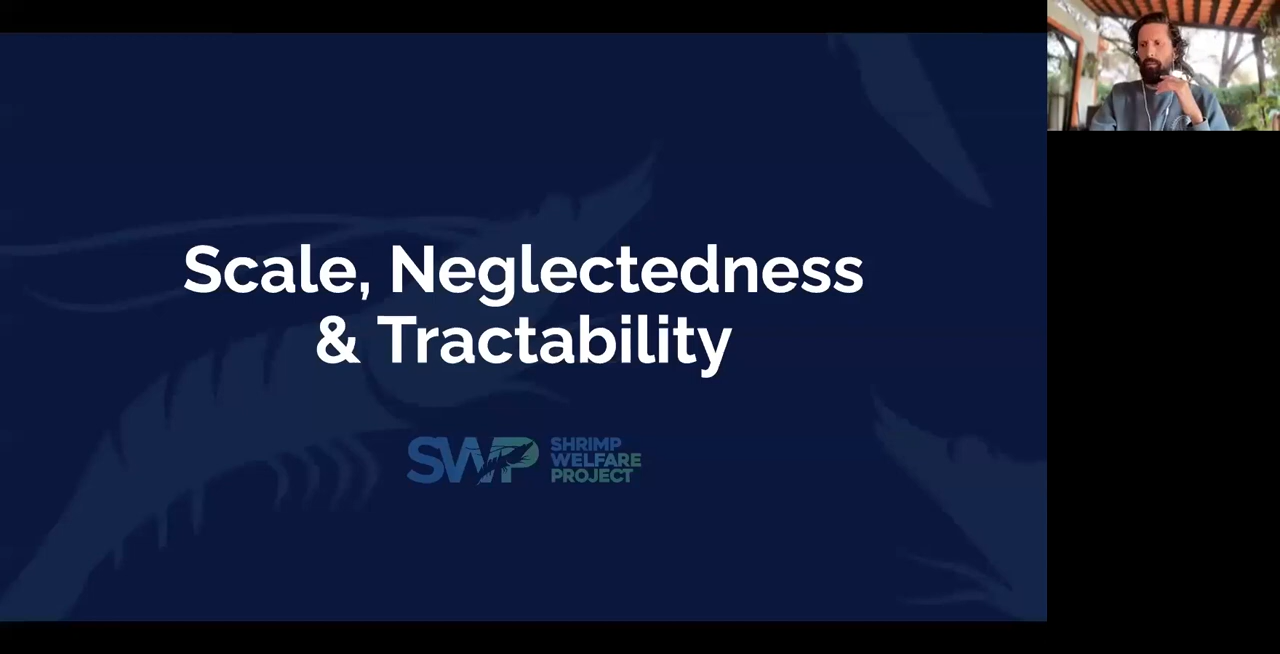 Scale, Neglectedness
& Tractability
SWP
SHRIMP
WELFARE
PROJECT